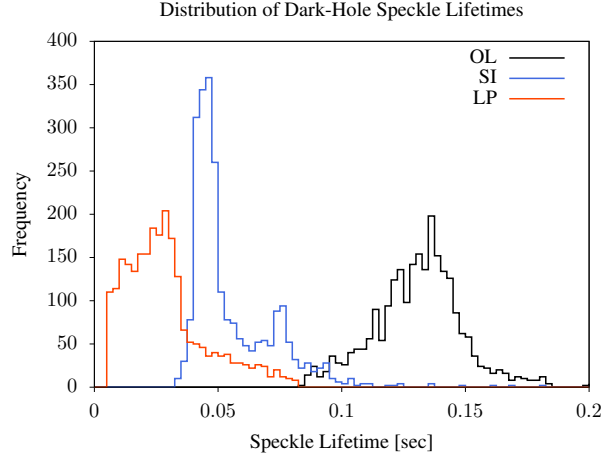 Distribution of Dark-Hole Speckle Lifetimes
400
350
300
250
200
150
100
50
0
Frequency
OL
SI
LP
0
0.05
0.1
0.15
0.2
Speckle Lifetime [sec]